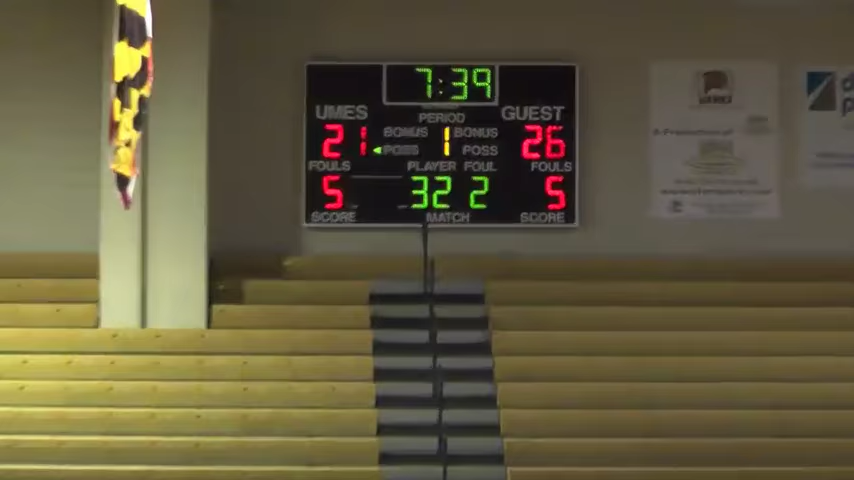 7:39
UMES GUEST
PERIOD
21 BONUS 1 BONUS 26
POSS POSS
FOULS PLAYER FOUL FOULS
5 32 2 5
SCORE MATCH SCORE